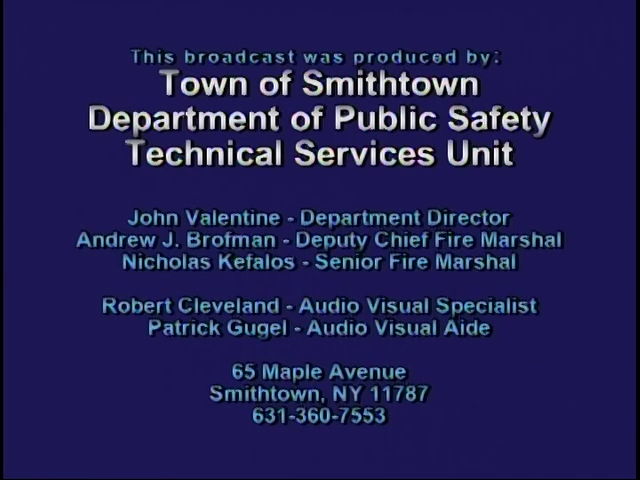 This broadcast was produced by:
Town of Smithtown
Department of Public Safety
Technical Services Unit
John Valentine - Department Director
Andrew J. Brofman - Deputy Chief Fire Marshal
Nicholas Kefalos - Senior Fire Marshal
Robert Cleveland - Audio Visual Specialist
Patrick Gugel - Audio Visual Aide
65 Maple Avenue
Smithtown, NY 11787
631-360-7553